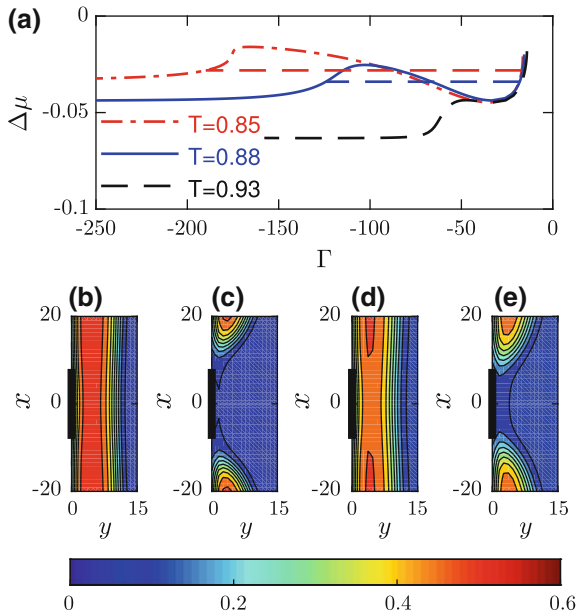 (a)
0
-0.05
-0.1
Δμ
T=0.85
T=0.88
T=0.93
-250 -200 -150 -100 -50 0
Γ
(b) (c) (d) (e)
20 20 20 20
x x x x
0 0 0 0
-20 -20 -20 -20
0 15 0 15 0 15 0 15
y y y y
0 0.2 0.4 0.6